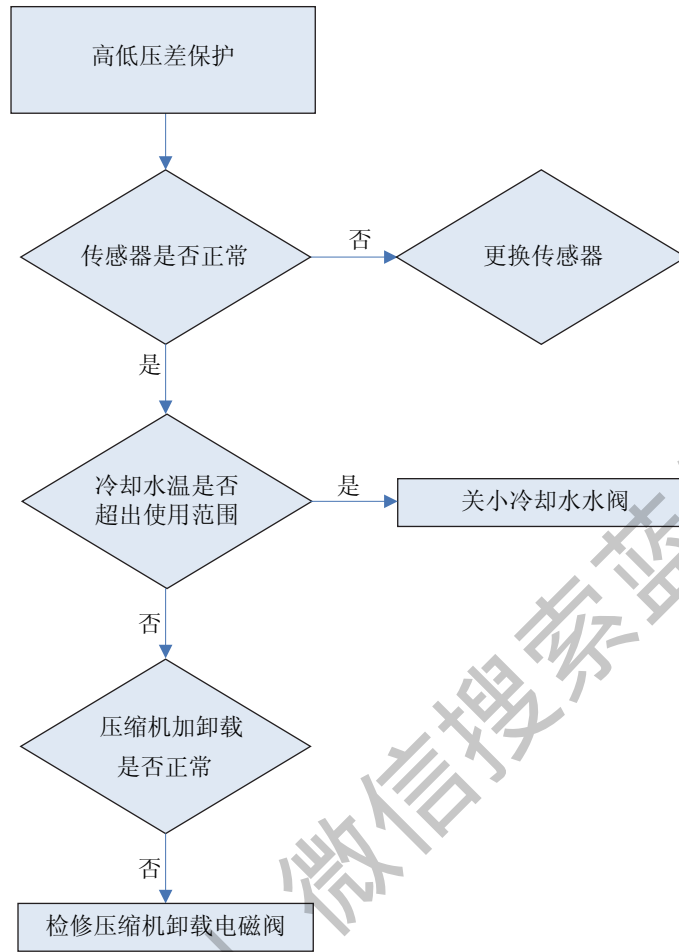 高低压差保护
传感器是否正常
否
更换传感器
是
冷却水温是否
超出使用范围
是
关小冷却水水阀
否
压缩机加卸载
是否正常
否
检修压缩机卸载电磁阀
微信搜索蓝